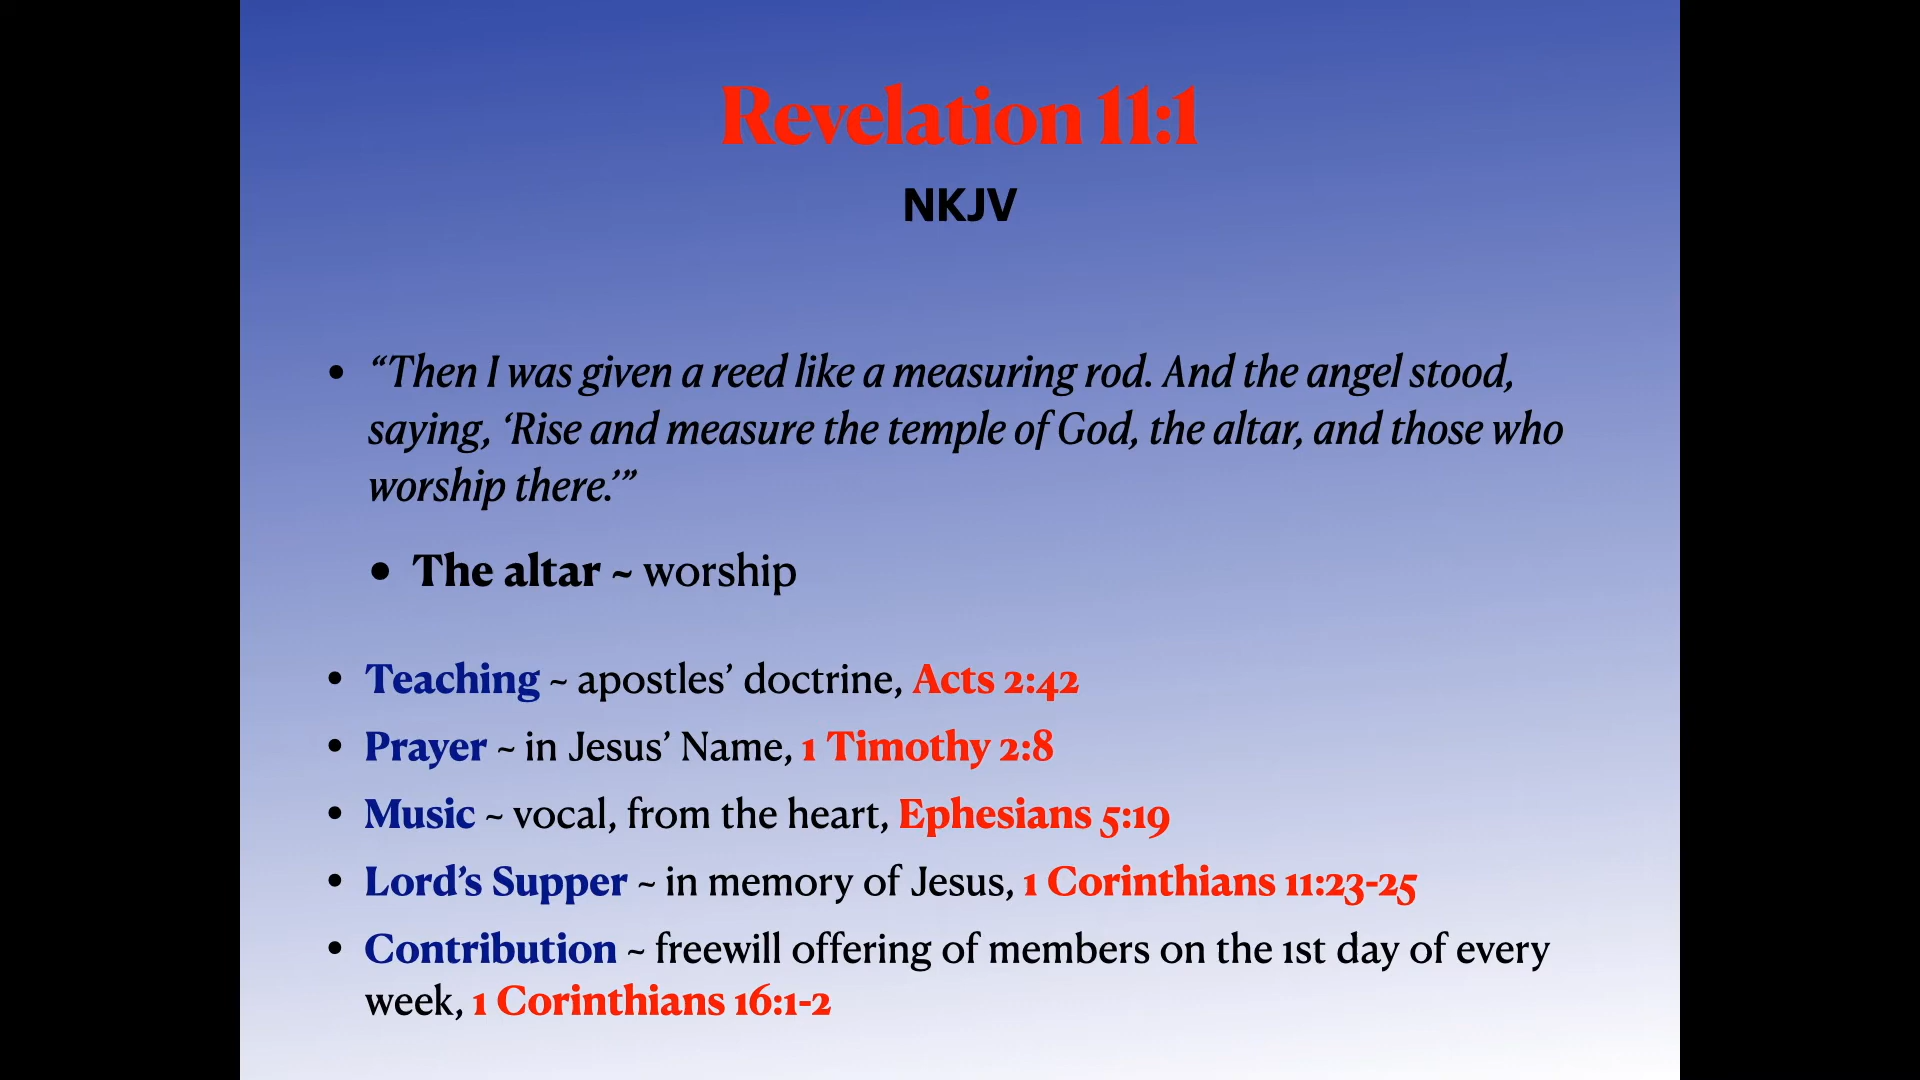 Revelation 11:1
NKJV
• “Then I was given a reed like a measuring rod. And the angel stood,
saying, ‘Rise and measure the temple of God, the altar, and those who
worship there.’”
• The altar ~ worship
• Teaching ~ apostles’ doctrine, Acts 2:42
• Prayer ~ in Jesus’ Name, 1 Timothy 2:8
• Music ~ vocal, from the heart, Ephesians 5:19
• Lord’s Supper ~ in memory of Jesus, 1 Corinthians 11:23-25
• Contribution ~ freewill offering of members on the 1st day of every
week, 1 Corinthians 16:1-2